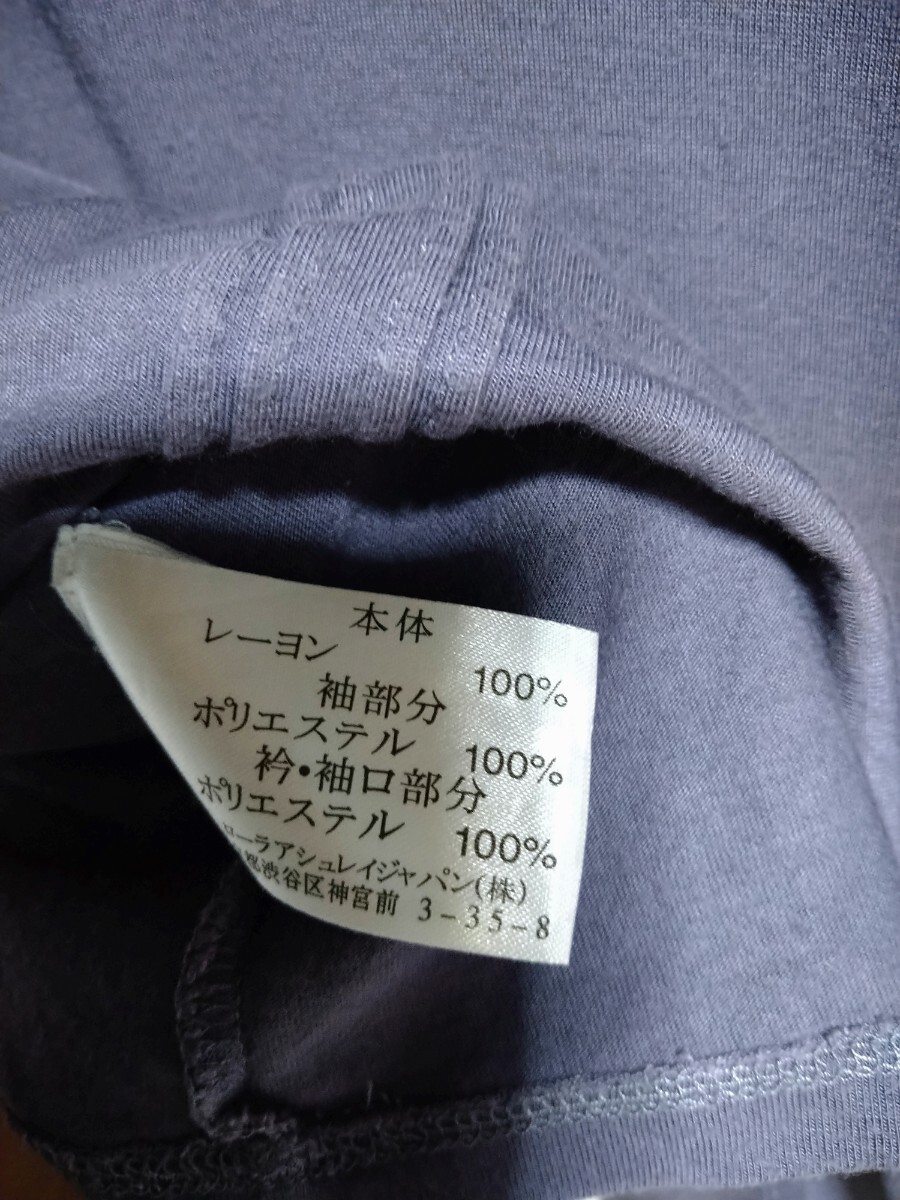 本体
レーヨン 100%
袖部分
ポリエステル 100%
衿・袖口部分
ポリエステル 100%
ローラアシュレイジャパン(株)
都渋谷区神宮前 3-35-8